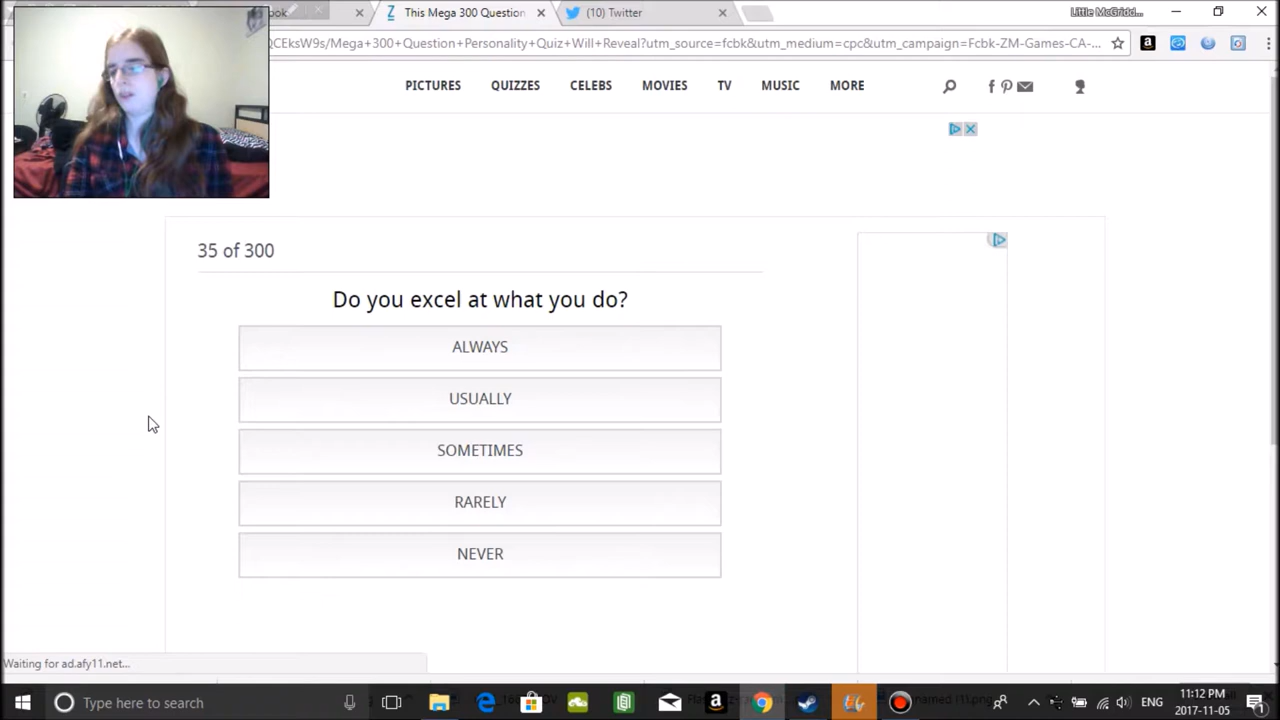 ook
This Mega 300 Question
(10) Twitter
Little McGridd...
QCEksW9s/Mega+300+Question+Personality+Quiz+Will+Reveal?utm_source=fcbk&utm_medium=cpc&utm_campaign=Fcbk-ZM-Games-CA-...
PICTURES QUIZZES CELEBS MOVIES TV MUSIC MORE
35 of 300
Do you excel at what you do?
ALWAYS
USUALLY
SOMETIMES
RARELY
NEVER
Waiting for ad.afy11.net...
Type here to search
ENG
11:12 PM
2017-11-05